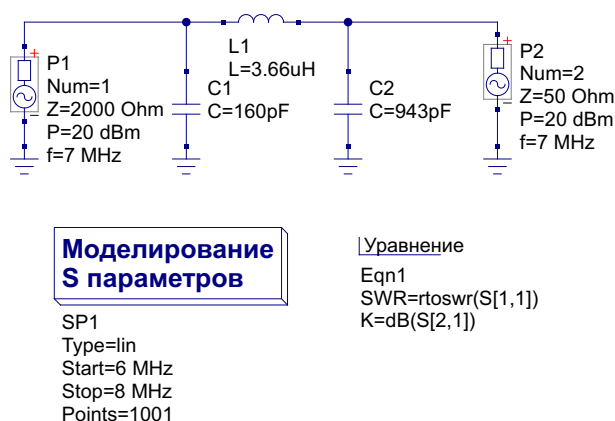 P1
Num=1
Z=2000 Ohm
P=20 dBm
f=7 MHz
L1
L=3.66uH
C1
C=160pF
C2
C=943pF
P2
Num=2
Z=50 Ohm
P=20 dBm
f=7 MHz
Моделирование
S параметров
SP1
Type=lin
Start=6 MHz
Stop=8 MHz
Points=1001
Уравнение
Eqn1
SWR=rtoswr(S[1,1])
K=dB(S[2,1])